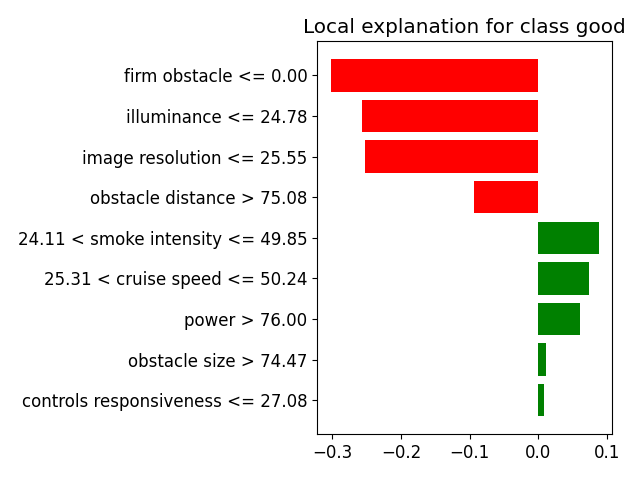 Local explanation for class good
firm obstacle <= 0.00
illuminance <= 24.78
image resolution <= 25.55
obstacle distance > 75.08
24.11 < smoke intensity <= 49.85
25.31 < cruise speed <= 50.24
power > 76.00
obstacle size > 74.47
controls responsiveness <= 27.08
−0.3 −0.2 −0.1 0.0 0.1